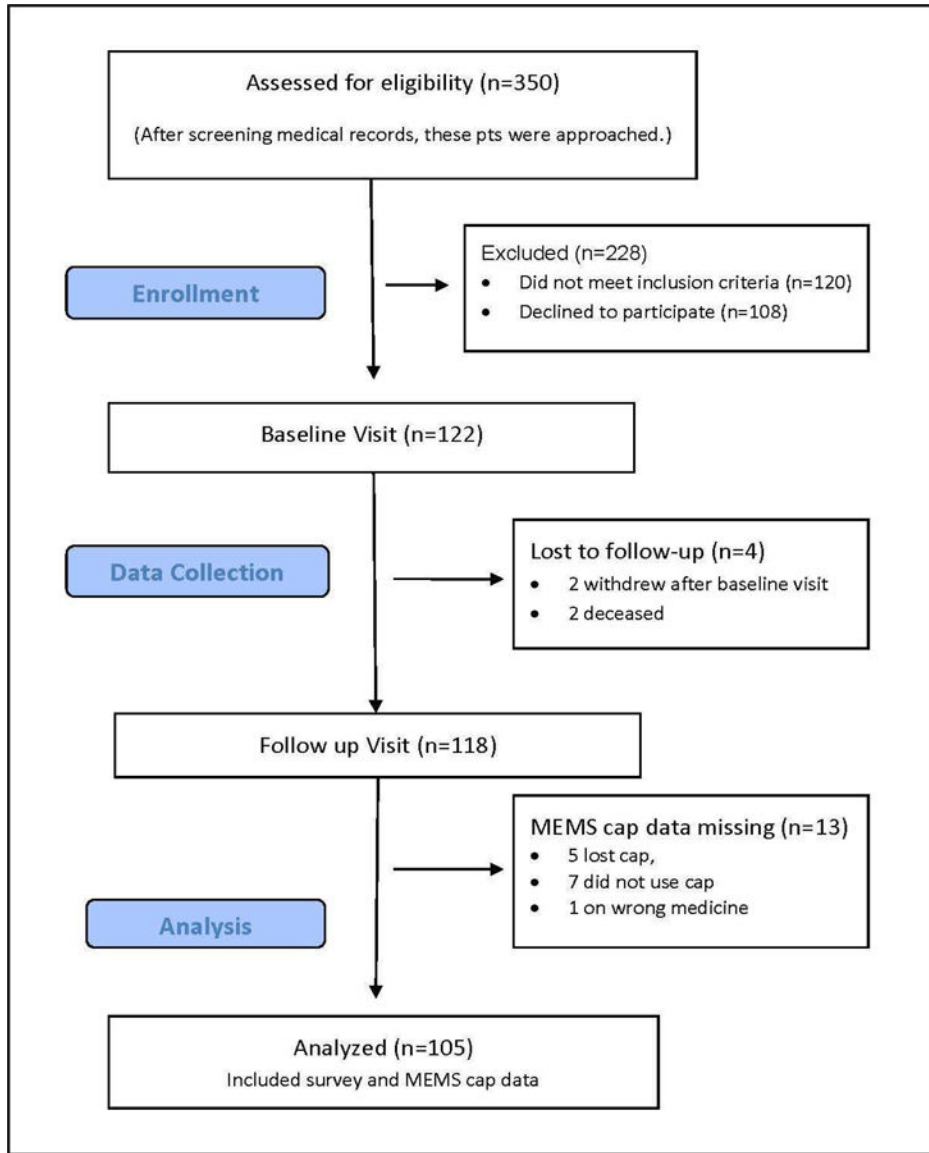 Assessed for eligibility (n=350)
(After screening medical records, these pts were approached.)
Enrollment
Excluded (n=228)
• Did not meet inclusion criteria (n=120)
• Declined to participate (n=108)
Baseline Visit (n=122)
Data Collection
Lost to follow-up (n=4)
• 2 withdrew after baseline visit
• 2 deceased
Follow up Visit (n=118)
MEMS cap data missing (n=13)
• 5 lost cap,
• 7 did not use cap
• 1 on wrong medicine
Analysis
Analyzed (n=105)
Included survey and MEMS cap data